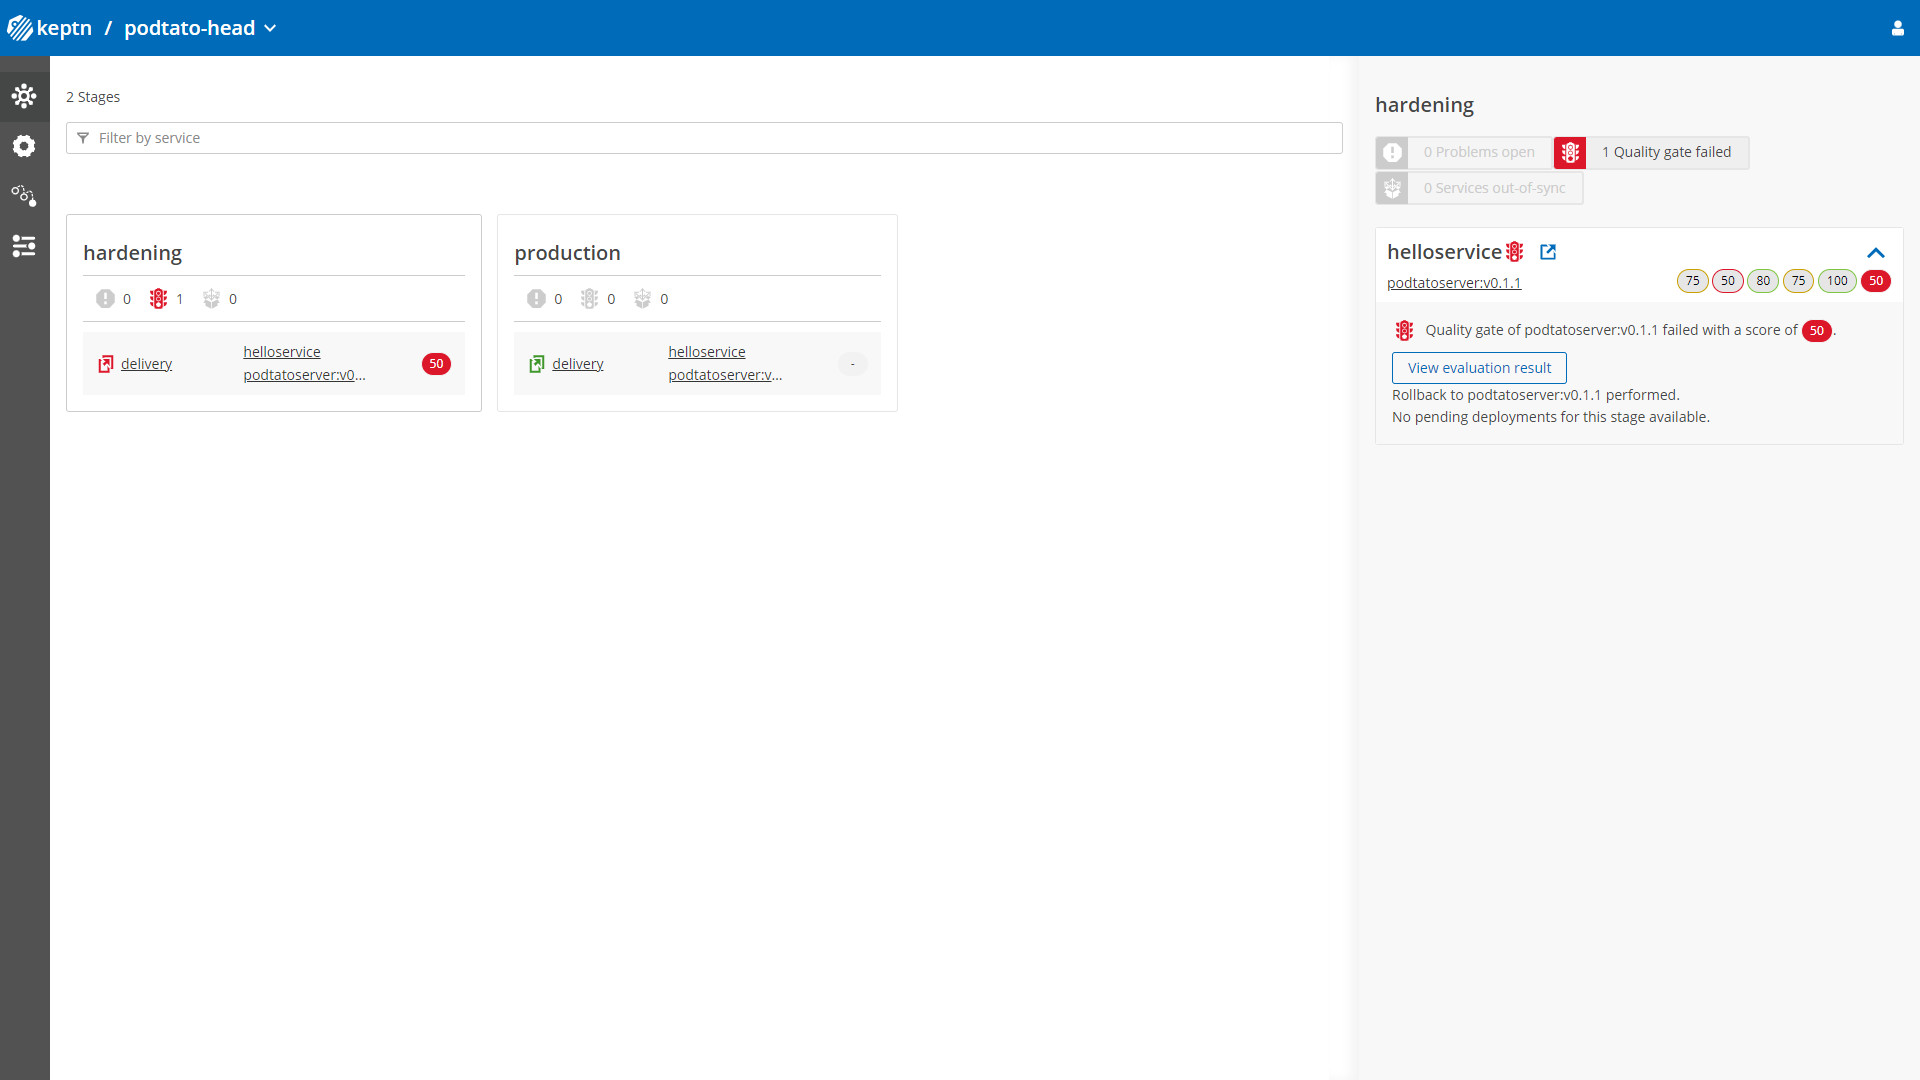 keptn / podtato-head
2 Stages
Filter by service
hardening
0 1 0
delivery
helloservice
podtatoserver:v0...
50
production
0 0 0
delivery
helloservice
podtatoserver:v...
-
hardening
0 Problems open
1 Quality gate failed
0 Services out-of-sync
helloservice
podtatoserver:v0.1.1
75 50 80 75 100 50
Quality gate of podtatoserver:v0.1.1 failed with a score of 50 .
View evaluation result
Rollback to podtatoserver:v0.1.1 performed.
No pending deployments for this stage available.